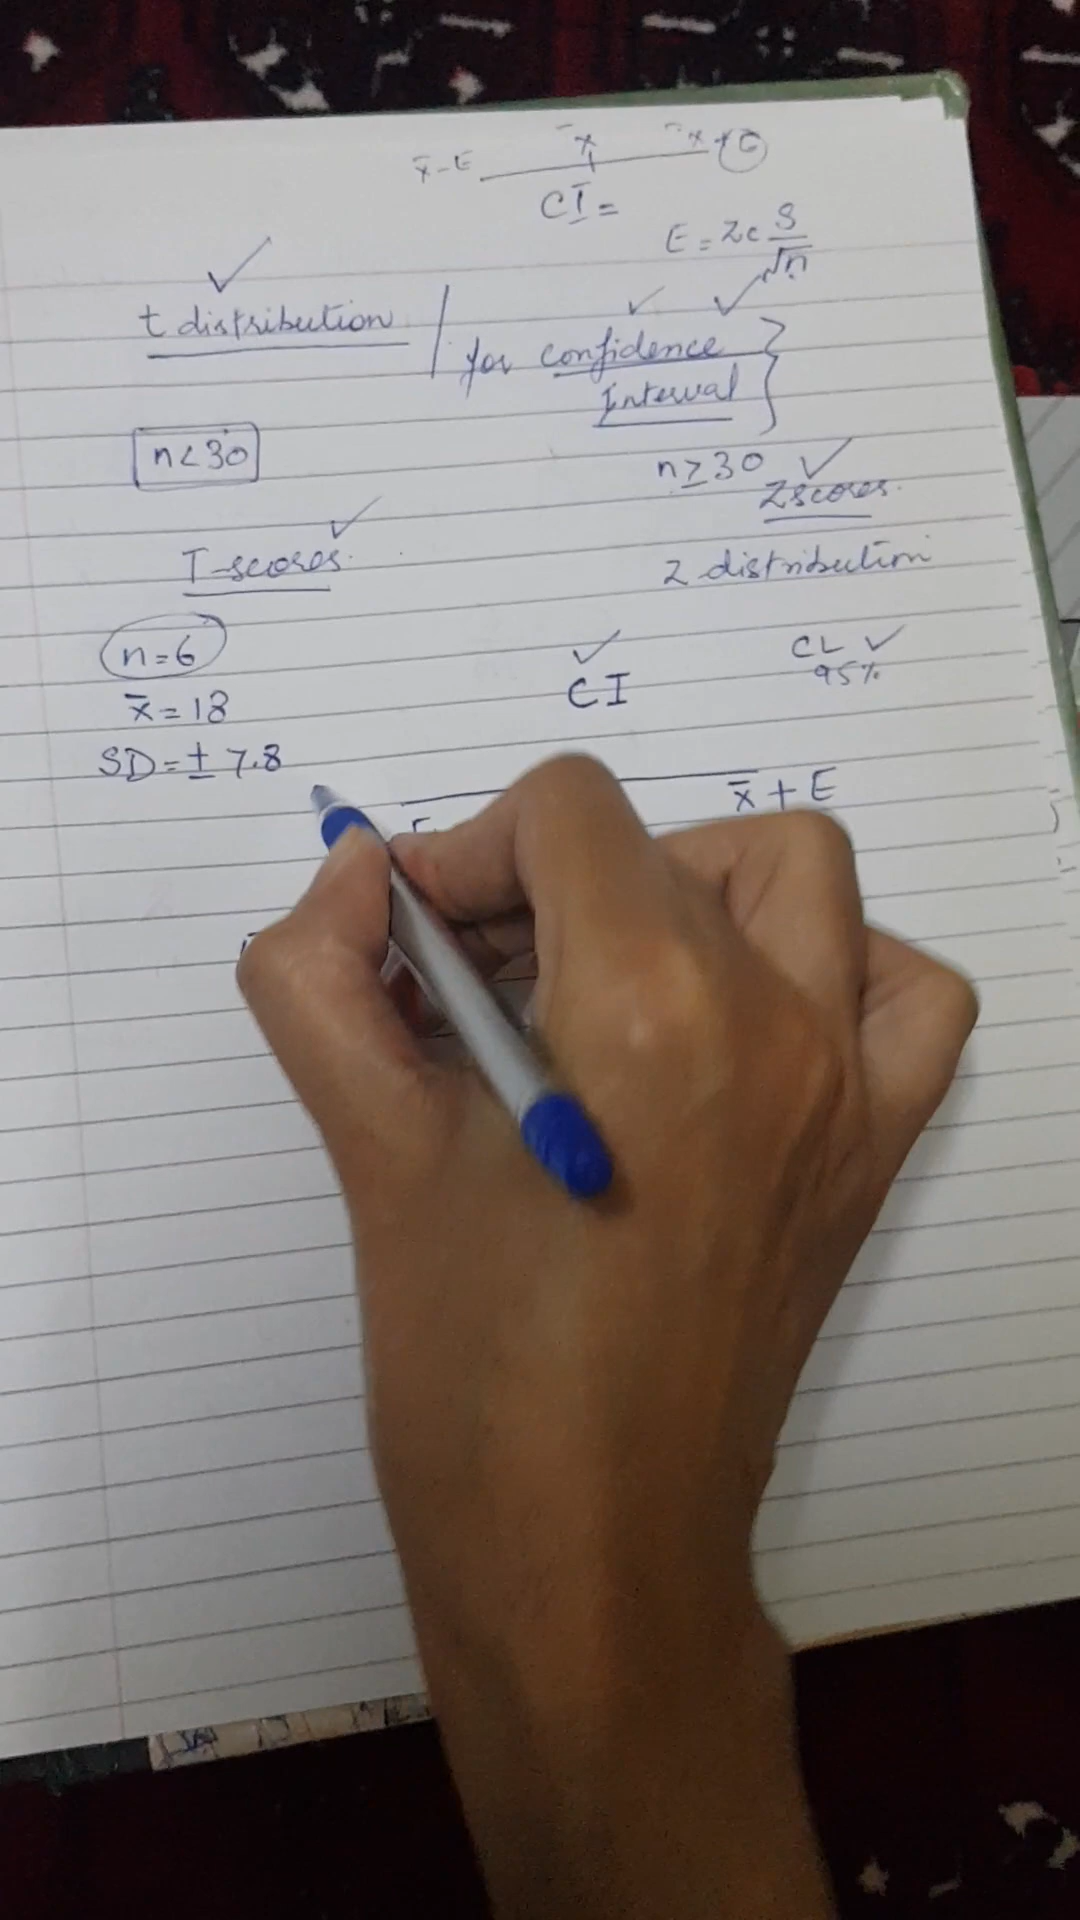 x̄-E x̄ x̄+E
CI=
E = Zc S/√n
t distribution / for confidence
Interval
n<30
n≥30
Z scores.
T-scores.
Z distribution
n=6
CI
CL
95%
x̄=18
SD=± 7.8
x̄+E